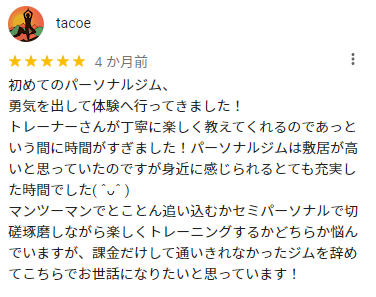 tacoe
★★★★★ 4 か月前
初めてのパーソナルジム、
勇気を出して体験へ行ってきました！
トレーナーさんが丁寧に楽しく教えてくれるのであっと
いう間に時間がすぎました！パーソナルジムは敷居が高
いと思っていたのですが身近に感じられるとても充実し
た時間でした( ˆᴗˆ )
マンツーマンでとことん追い込むかセミパーソナルで切
磋琢磨しながら楽しくトレーニングするかどちらか悩ん
でいますが、課金だけして通いきれなかったジムを辞め
てこちらでお世話になりたいと思っています！